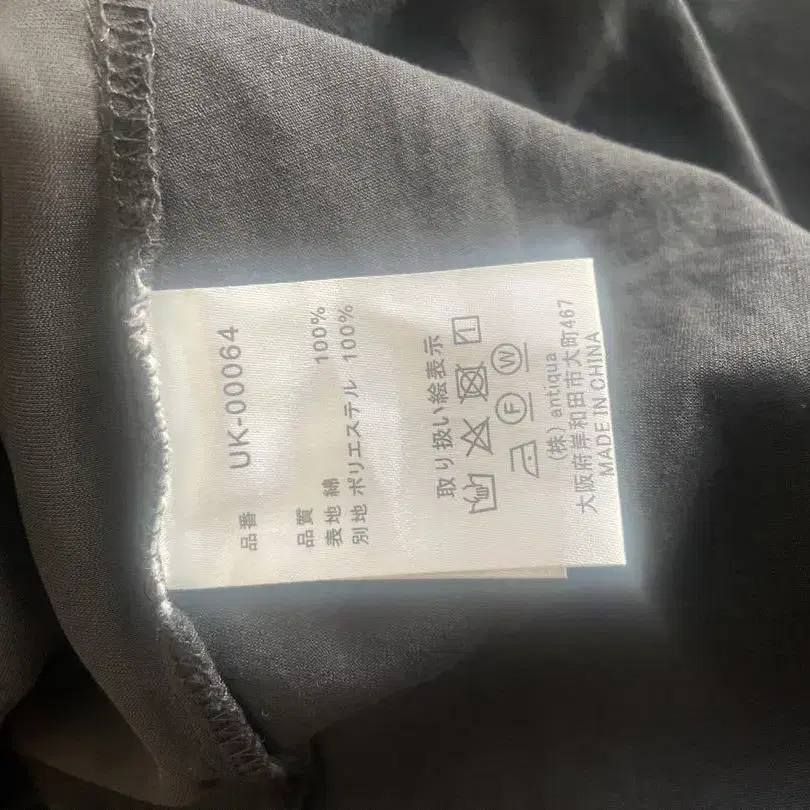 品番 UK-00064
品質
表地 綿 100%
別地 ポリエステル 100%
取り扱い絵表示
F W
(株) antiqua
大阪府岸和田市大町467
MADE IN CHINA